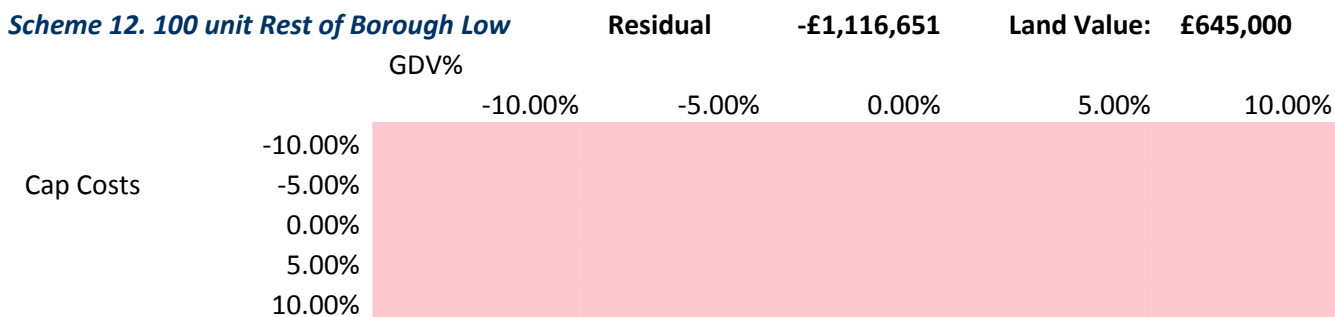 Scheme 12. 100 unit Rest of Borough Low Residual -£1,116,651 Land Value: £645,000
GDV%
-10.00% -5.00% 0.00% 5.00% 10.00%
-10.00%
Cap Costs -5.00%
0.00%
5.00%
10.00%